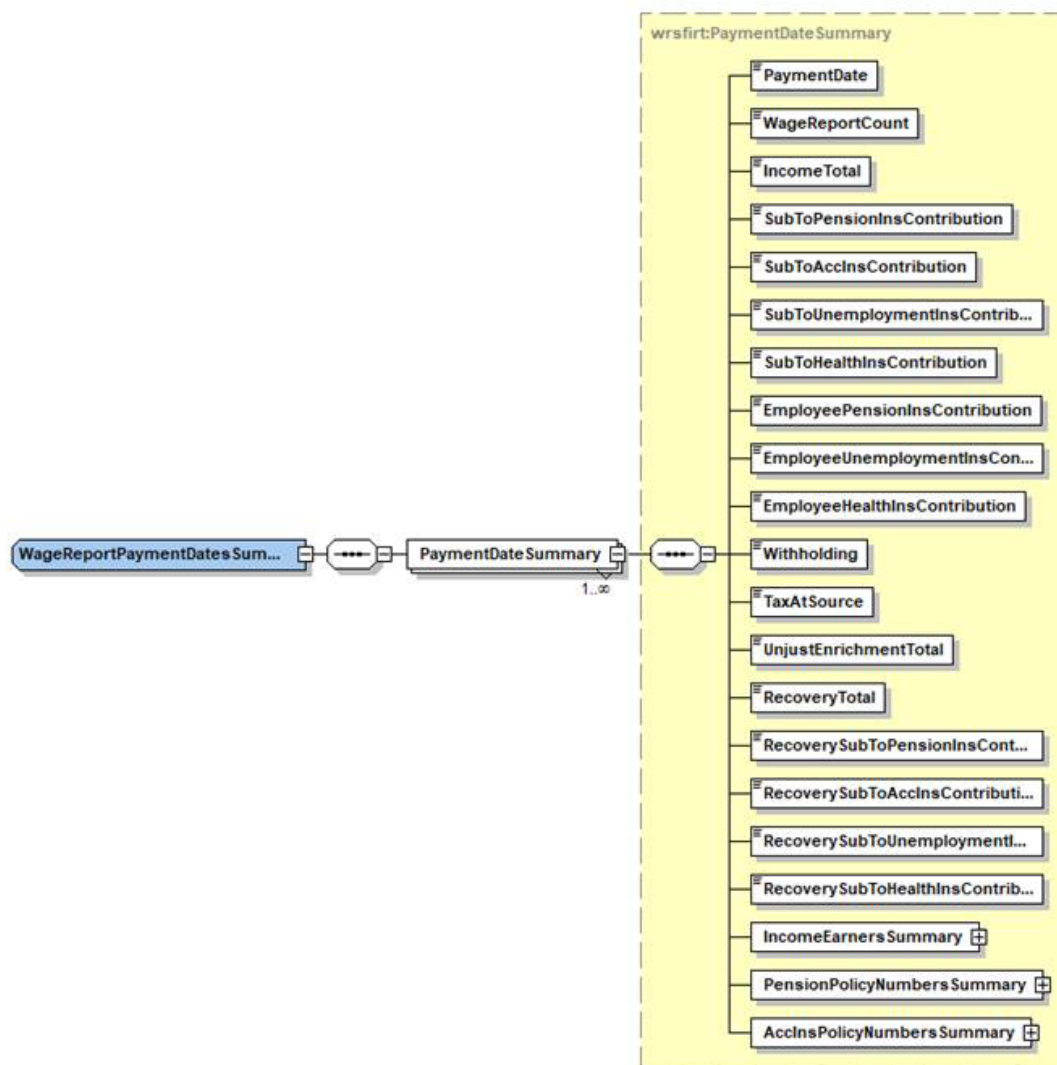 wrsfirt:PaymentDateSummary
PaymentDate
WageReportCount
IncomeTotal
SubToPensionInsContribution
SubToAccInsContribution
SubToUnemploymentInsContrib...
SubToHealthInsContribution
EmployeePensionInsContribution
EmployeeUnemploymentInsCon...
EmployeeHealthInsContribution
WageReportPaymentDatesSum...
PaymentDateSummary
1..∞
Withholding
TaxAtSource
UnjustEnrichmentTotal
RecoveryTotal
RecoverySubToPensionInsCont...
RecoverySubToAccInsContributi...
RecoverySubToUnemploymentI...
RecoverySubToHealthInsContrib...
IncomeEarnersSummary
PensionPolicyNumbersSummary
AccInsPolicyNumbersSummary